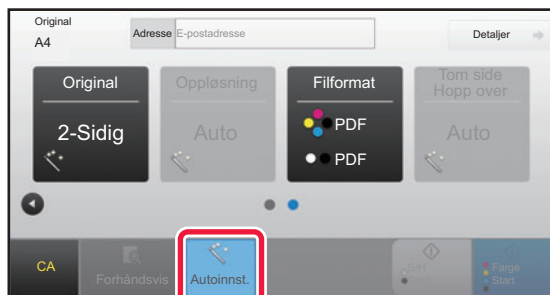 Original
A4
Adresse E-postadresse
Detaljer
Original
2-Sidig
Oppløsning
Auto
Filformat
PDF
PDF
Tom side
Hopp over
Auto
CA
Forhåndsvis
Autoinnst.
S/H
Start
Farge
Start